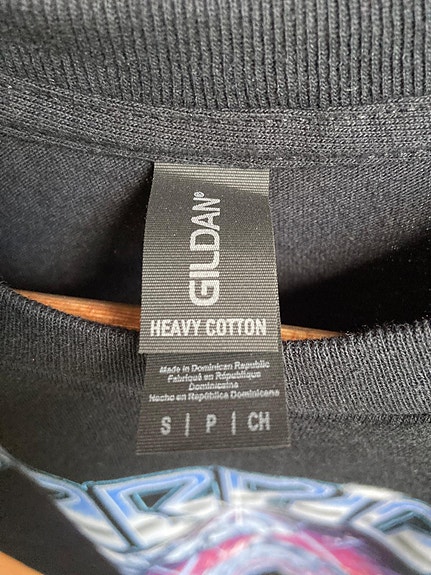 GILDAN®
HEAVY COTTON
Made in Dominican Republic
Fabriqué en République
Dominicaine
Hecho en República Dominicana
S | P | CH